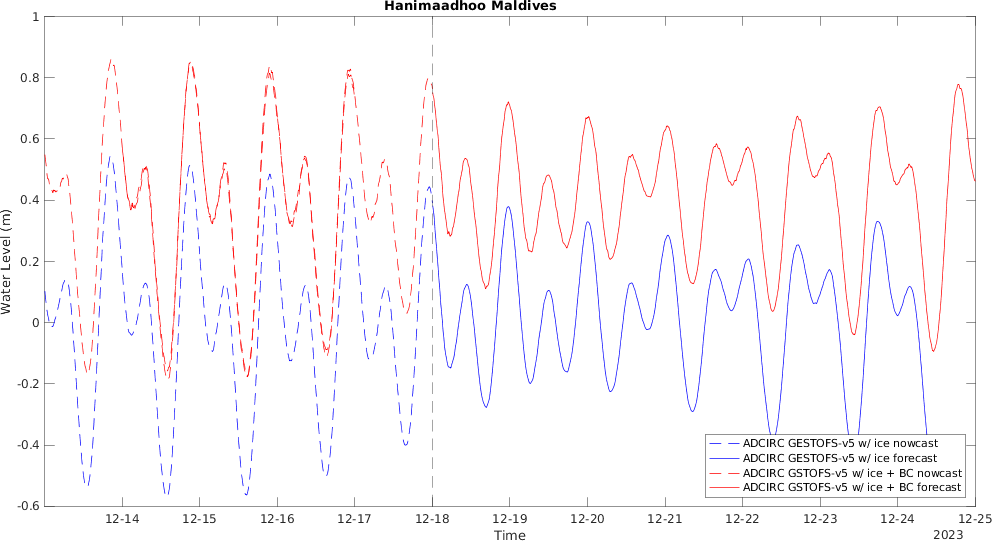 Hanimaadhoo Maldives
Water Level (m)
1
0.8
0.6
0.4
0.2
0
-0.2
-0.4
-0.6
ADCIRC GESTOFS-v5 w/ ice nowcast
ADCIRC GESTOFS-v5 w/ ice forecast
ADCIRC GSTOFS-v5 w/ ice + BC nowcast
ADCIRC GSTOFS-v5 w/ ice + BC forecast
12-14 12-15 12-16 12-17 12-18 12-19 12-20 12-21 12-22 12-23 12-24 12-25
Time
2023